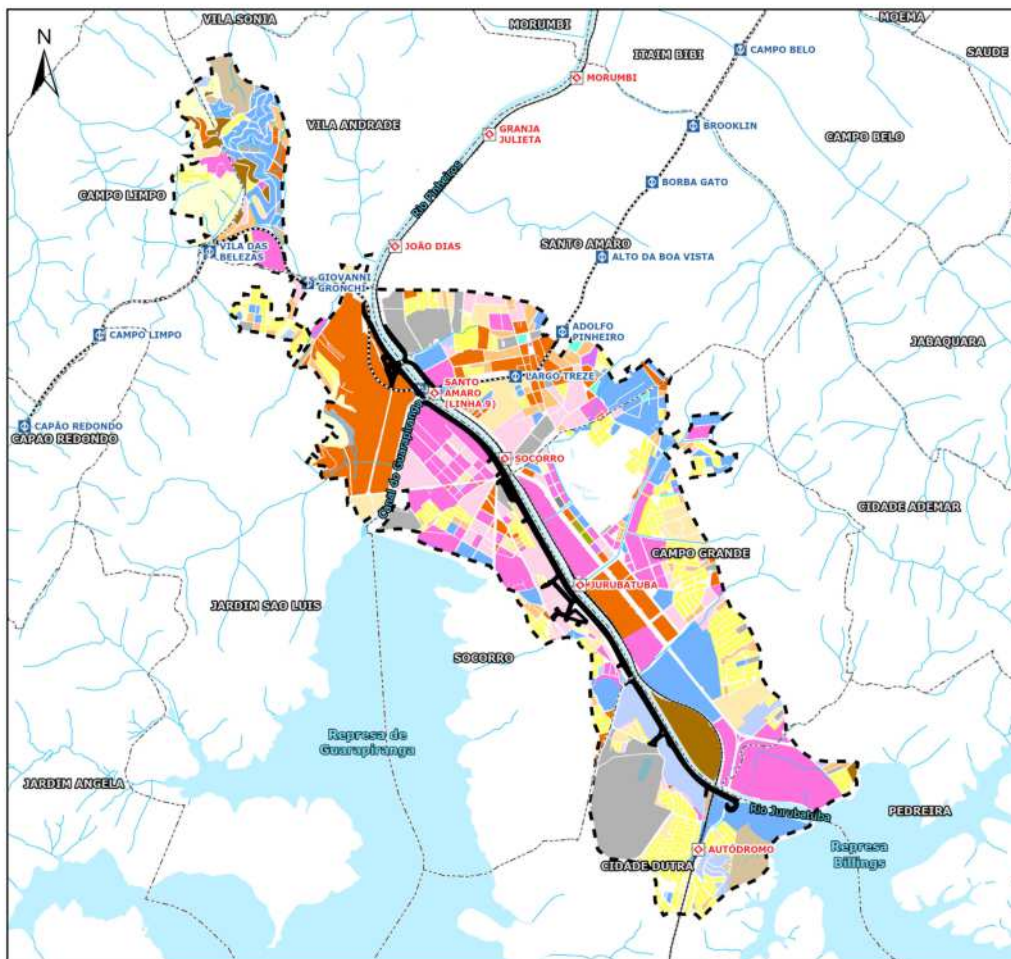 VILA SONIA
MORUMBI
MOEMA
ITAIM BIBI
SAUDE
N
CAMPO BELO
MORUMBI
VILA ANDRADE
GRANJA
JULIETA
BROOKLIN
CAMPO BELO
Rio Pinheiros
BORBA GATO
CAMPO LIMPO
JOÃO DIAS
SANTO AMARO
VILA DAS
BELEZAS
ALTO DA BOA VISTA
GIOVANNI
GRONCHI
CAMPO LIMPO
ADOLFO
PINHEIRO
JABAQUARA
LARGO TREZE
SANTO
AMARO
(LINHA 9)
CAPÃO REDONDO
CAPAO REDONDO
Canal do Guarapiranga
SOCORRO
CIDADE ADEMAR
CAMPO GRANDE
JURUBATUBA
JARDIM SAO LUIS
SOCORRO
Represa de
Guarapiranga
JARDIM ANGELA
Rio Jurubatuba
PEDREIRA
AUTÓDROMO
Represa
Billings
CIDADE DUTRA